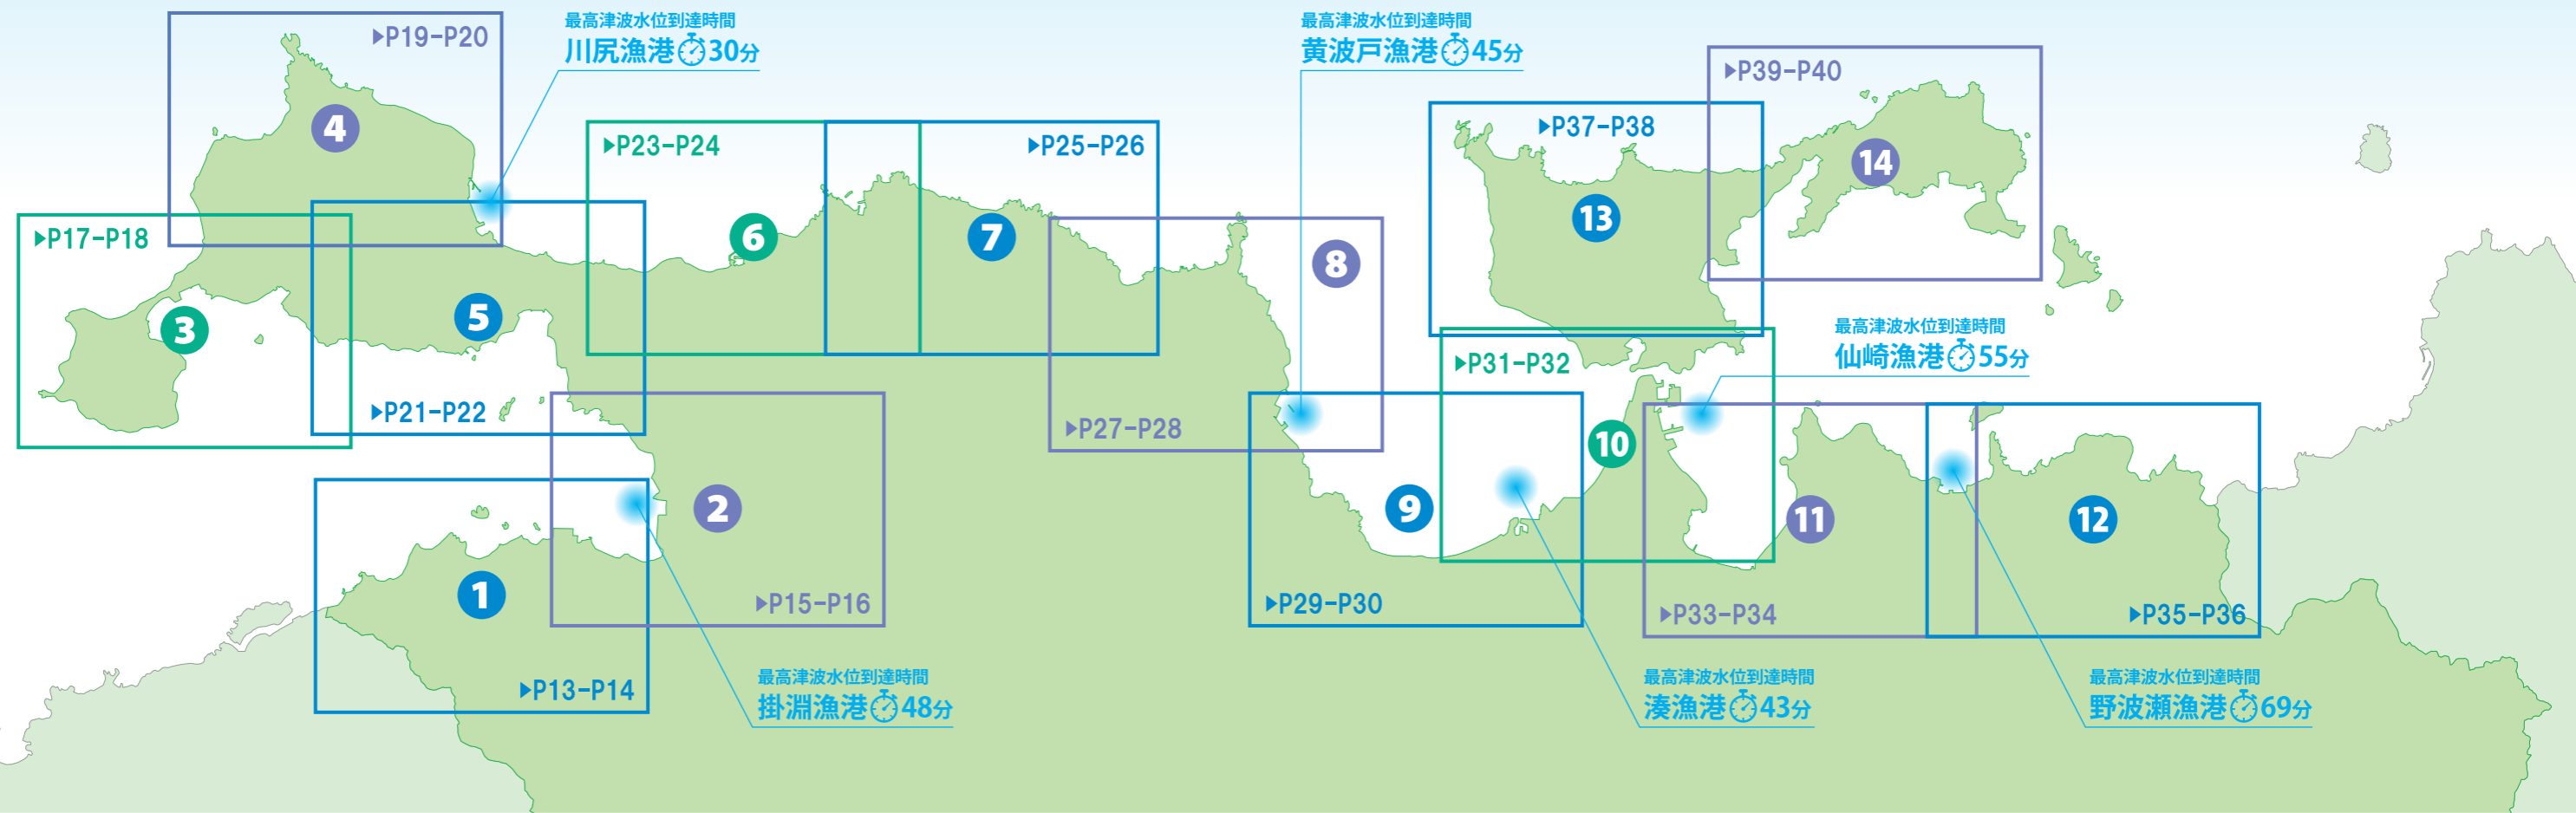 最高津波水位到達時間
川尻漁港 30分
最高津波水位到達時間
黄波戸漁港 45分
▶P19-P20
4
▶P23-P24
6
▶P25-P26
7
▶P37-P38
13
▶P39-P40
14
▶P17-P18
3
5
▶P21-P22
8
▶P27-P28
最高津波水位到達時間
仙崎漁港 55分
▶P31-P32
10
2
▶P15-P16
1
▶P13-P14
9
▶P29-P30
11
▶P33-P34
12
▶P35-P36
最高津波水位到達時間
掛淵漁港 48分
最高津波水位到達時間
湊漁港 43分
最高津波水位到達時間
野波瀬漁港 69分